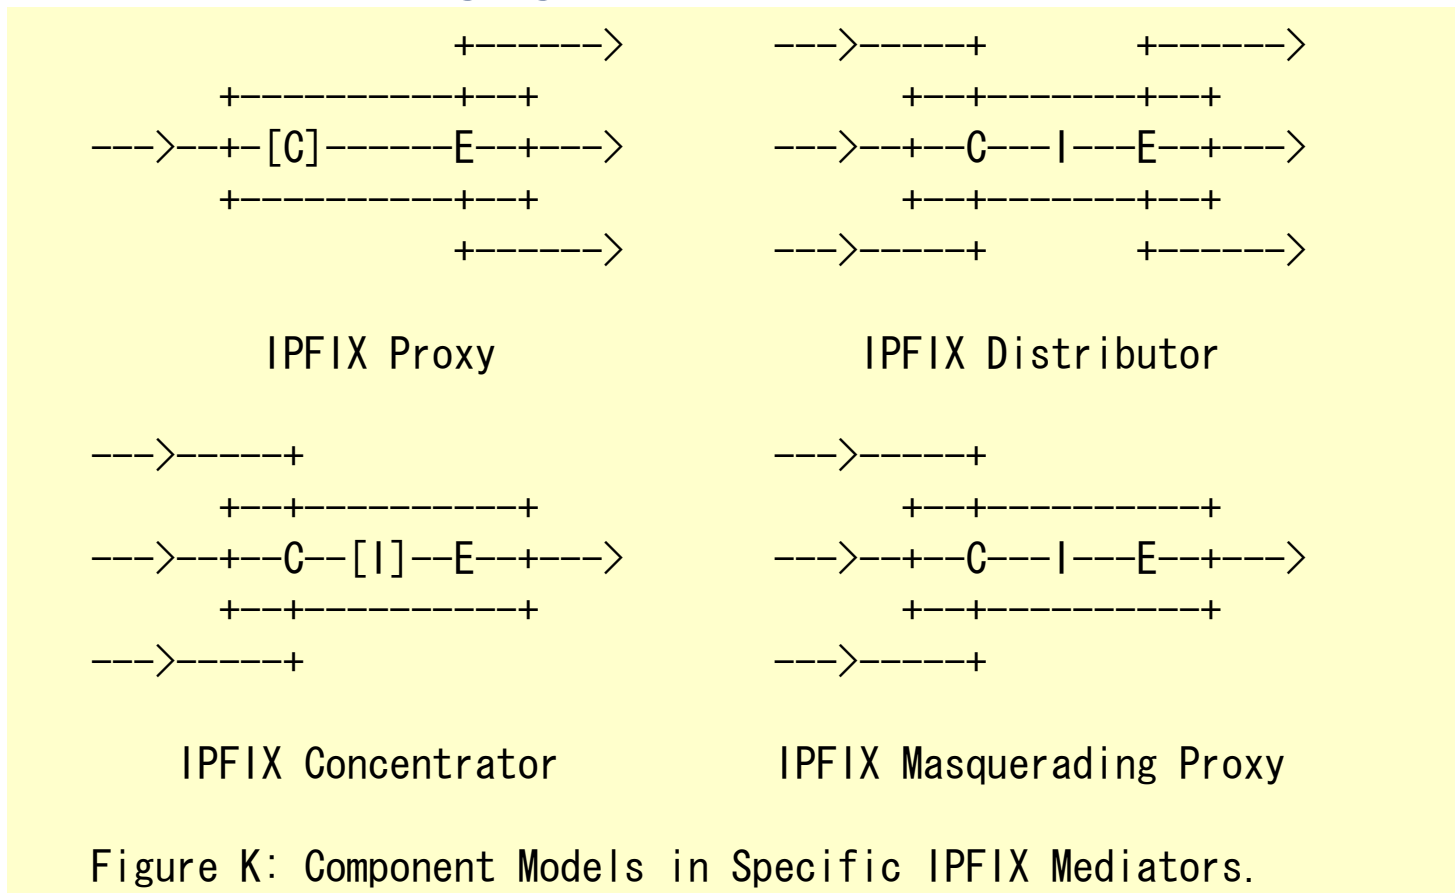 +------>       --->-----+      +------>
      +----------+--+                +--+-------+--+
--->--+-[C]------E--+--->       --->--+--C---I---E--+--->
      +----------+--+                +--+-------+--+
                 +------>       --->-----+      +------>
IPFIX Proxy                 IPFIX Distributor
--->-----+                      --->-----+
      +--+----------+                 +--+----------+
--->--+--C--[I]--E--+--->       --->--+--C---I---E--+--->
      +--+----------+                 +--+----------+
--->-----+                      --->-----+
IPFIX Concentrator          IPFIX Masquerading Proxy
Figure K: Component Models in Specific IPFIX Mediators.